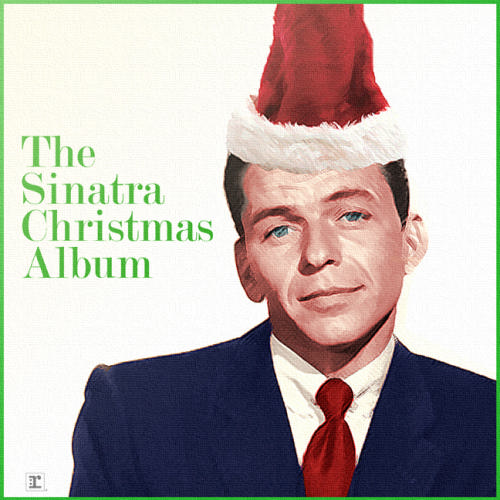 The
Sinatra
Christmas
Album
r